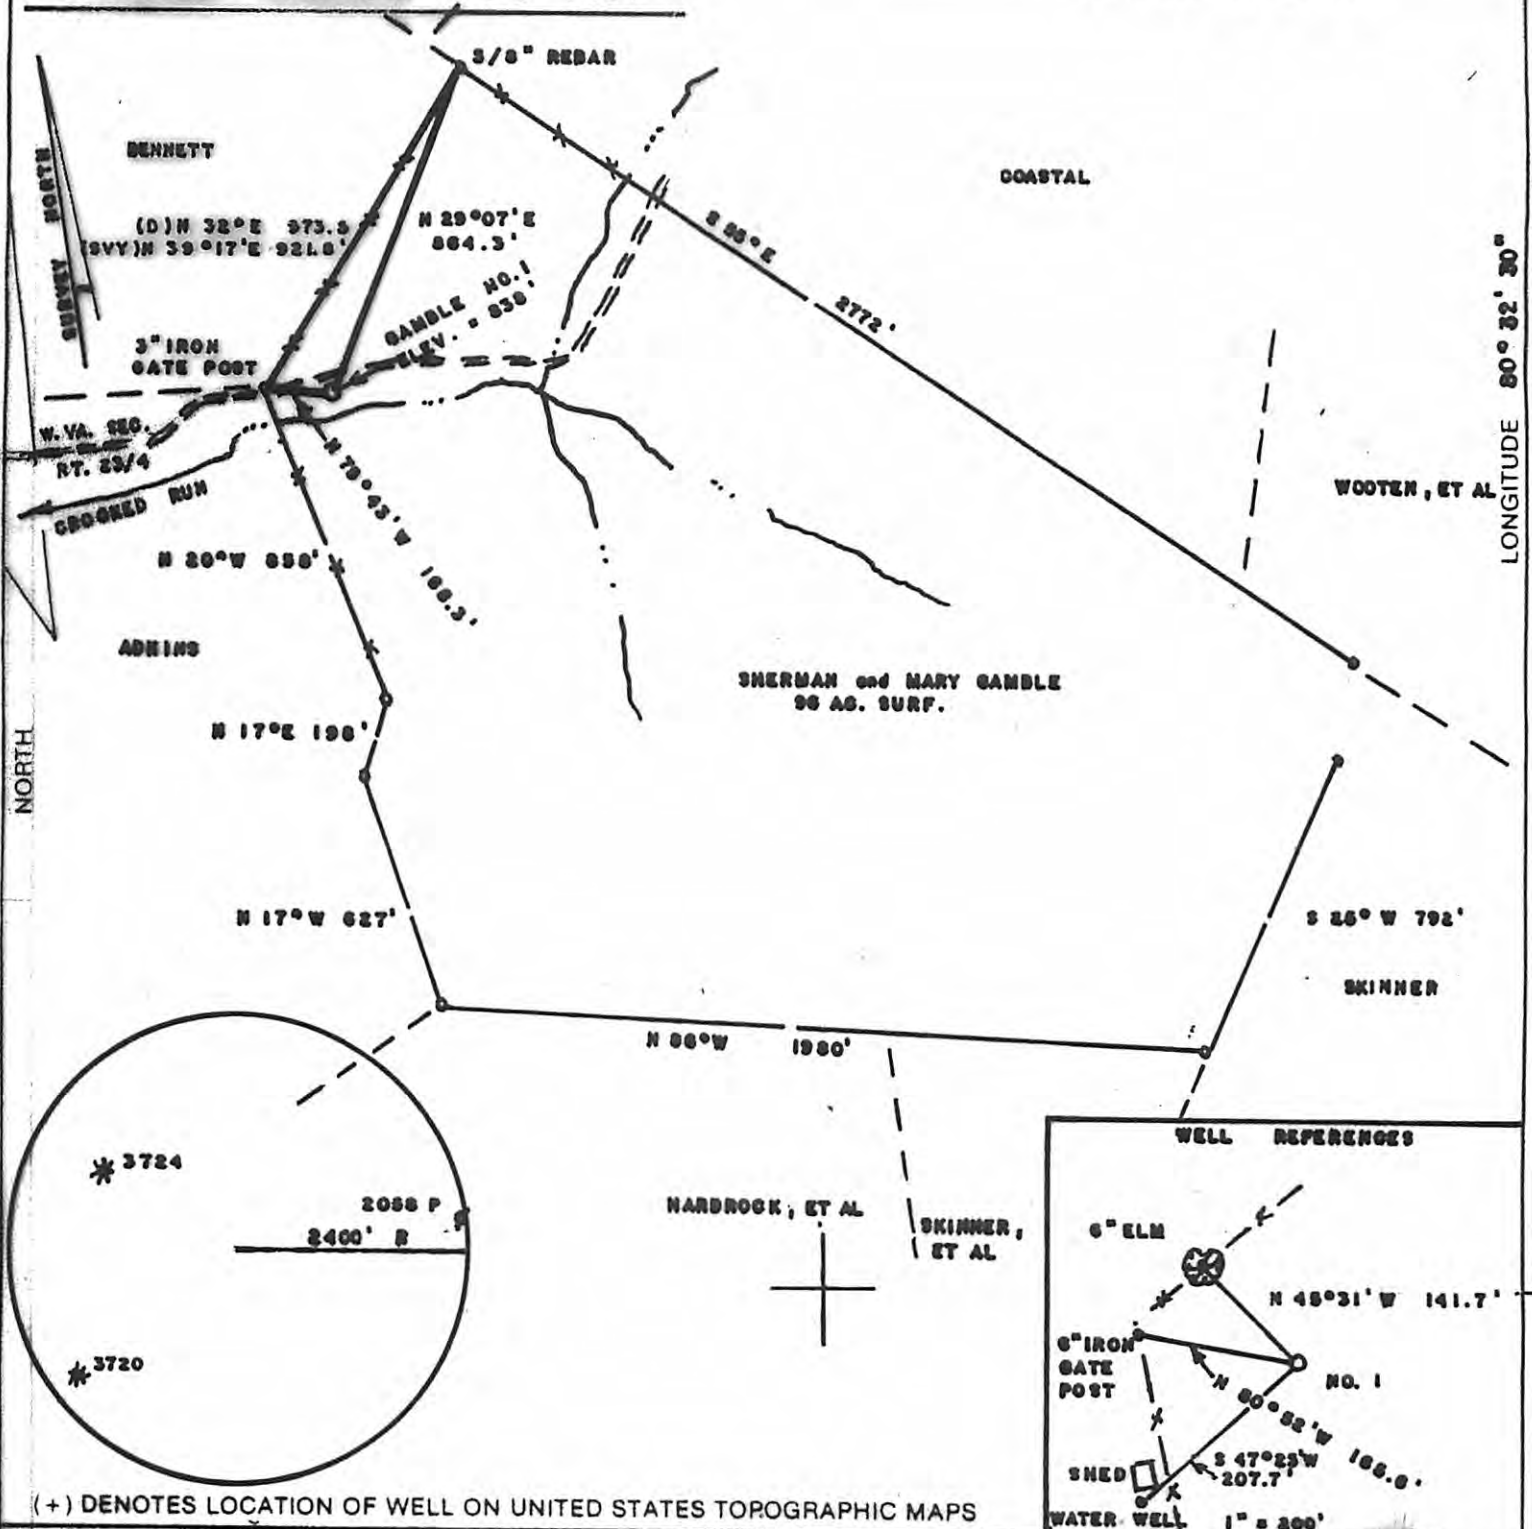 5/8" REBAR
BENNETT
COASTAL
NORTH
SURVEY
(D)N 32°E 973.5
(SVY)N 39°17'E 921.8'
N 29°07'E
864.3'
S 55° E
2772'
GAMBLE NO.1
ELEV. = 838'
3" IRON
GATE POST
W. VA. SEC.
RT. 23/4
CROOKED RUN
N 78°43'W 188.3'
LONGITUDE 80° 32' 30"
WOOTEN, ET AL
N 20°W 858'
ADKINS
SHERMAN and MARY GAMBLE
96 AC. SURF.
N 17°E 198'
NORTH
N 17°W 627'
S 25° W 792'
SKINNER
N 86°W 1980'
3724
2058 P
2400' R
3720
HARDROCK, ET AL
SKINNER,
ET AL
WELL REFERENCES
6" ELM
N 45°31' W 141.7'
6" IRON
GATE
POST
NO. 1
N 80°52'W 165.6'
S 47°25'W
207.7'
SHED
WATER WELL
1" = 200'
(+) DENOTES LOCATION OF WELL ON UNITED STATES TOPOGRAPHIC MAPS